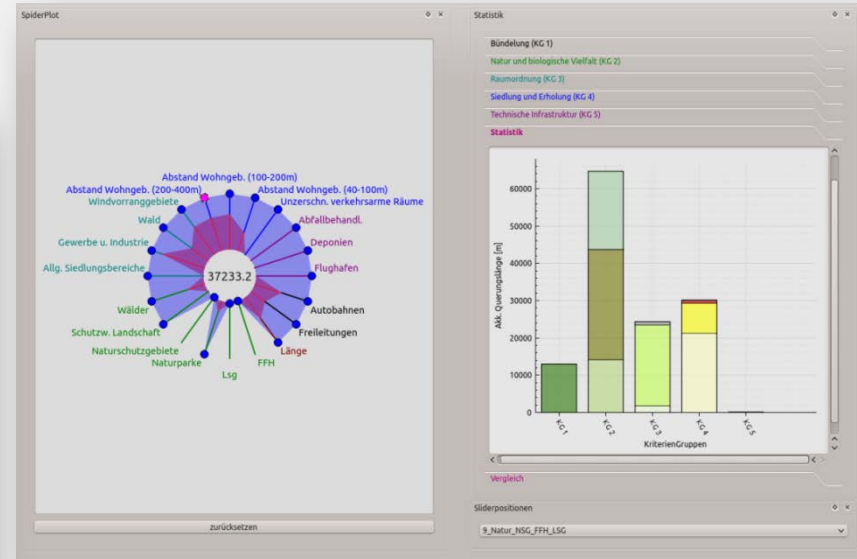 SpiderPlot
Abstand Wohngeb. (100-200m)
Abstand Wohngeb. (200-400m)
Abstand Wohngeb. (40-100m)
Windvorranggebiete
Unzerschn. verkehrsarme Räume
Wald
Abfallbehandl.
Gewerbe u. Industrie
Deponien
Allg. Siedlungsbereiche
37233.2
Flughafen
Wälder
Autobahnen
Schutzw. Landschaft
Freileitungen
Naturschutzgebiete
Länge
Naturparke
FFH
Lsg
zurücksetzen
Statistik
Bündelung (KG 1)
Natur und biologische Vielfalt (KG 2)
Raumordnung (KG 3)
Siedlung und Erholung (KG 4)
Technische Infrastruktur (KG 5)
Statistik
60000
50000
40000
30000
20000
10000
0
Akk. Querungslänge [m]
KG 1
KG 2
KG 3
KG 4
KG 5
KriterienGruppen
Vergleich
Sliderpositionen
9_Natur_NSG_FFH_LSG